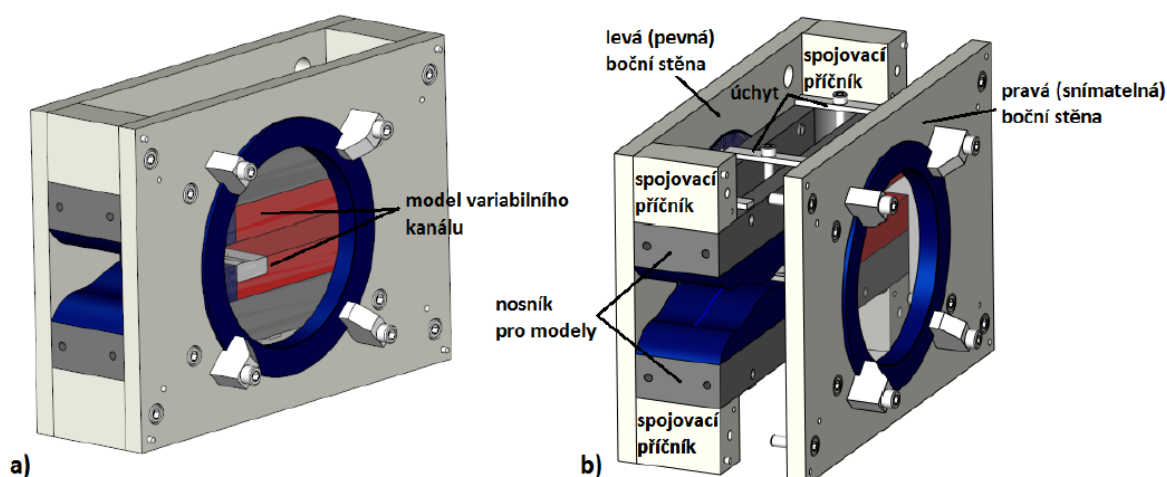 model variabilního
kanálu
a)
levá (pevná)
boční stěna
spojovací
příčník
úchyt
pravá (snímatelná)
boční stěna
spojovací
příčník
nosník
pro modely
spojovací
příčník
b)